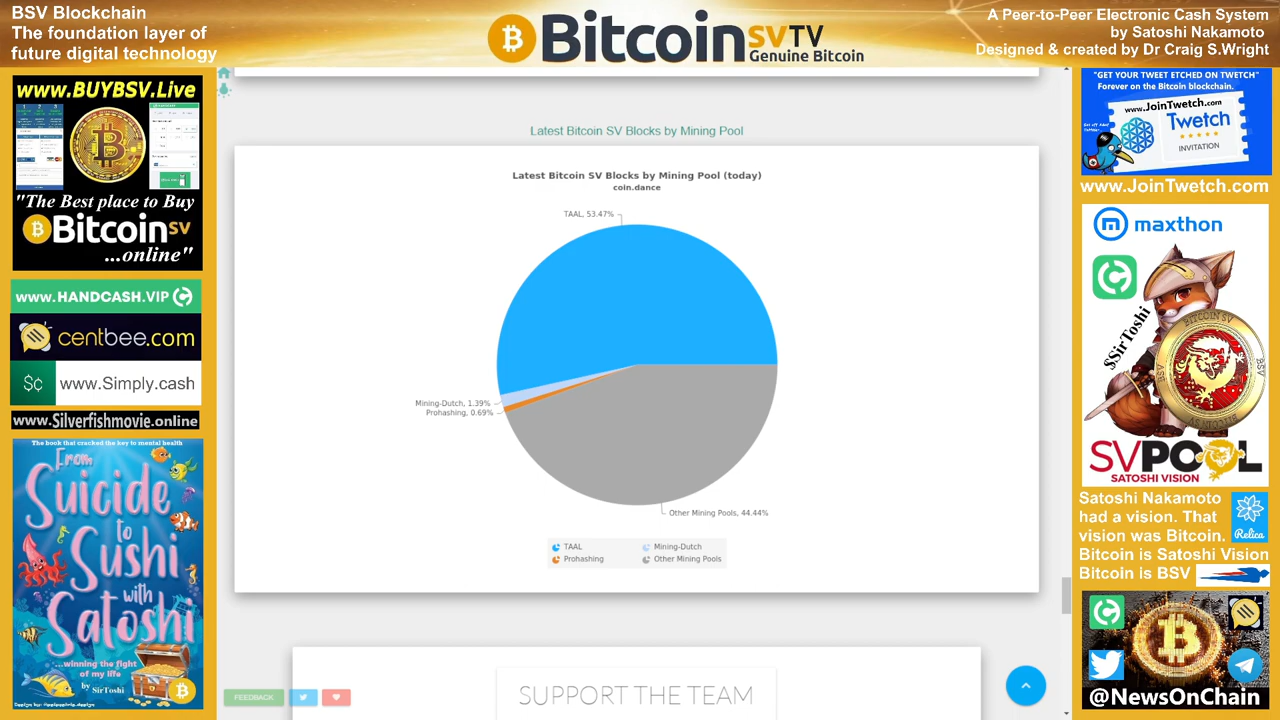 BSV Blockchain
The foundation layer of
future digital technology
Bitcoin SV TV
Genuine Bitcoin
A Peer-to-Peer Electronic Cash System
by Satoshi Nakamoto
Designed & created by Dr Craig S.Wright
www.BUYBSV.Live
"The Best place to Buy
Bitcoin SV
...online"
www.HANDCASH.VIP
centbee.com
$c www.Simply.cash
www.Silverfishmovie.online
The book that cracked the key to mental health
From
Suicide
to
Sushi
with
Satoshi
...winning the fight
of my life
by SirToshi
Latest Bitcoin SV Blocks by Mining Pool
Latest Bitcoin SV Blocks by Mining Pool (today)
coin.dance
TAAL, 53.47%
Mining-Dutch, 1.39%
Prohashing, 0.69%
Other Mining Pools, 44.44%
TAAL
Mining-Dutch
Prohashing
Other Mining Pools
FEEDBACK
SUPPORT THE TEAM
"GET YOUR TWEET ETCHED ON TWETCH"
Forever on the Bitcoin blockchain.
www.JoinTwetch.com
Twetch
INVITATION
www.JoinTwetch.com
maxthon
$SirToshi
BITCOIN SV
BSV
BSV
SVPOOL
SATOSHI VISION
Satoshi Nakamoto
had a vision. That
vision was Bitcoin.
Relica
Bitcoin is Satoshi Vision
Bitcoin is BSV
@NewsOnChain